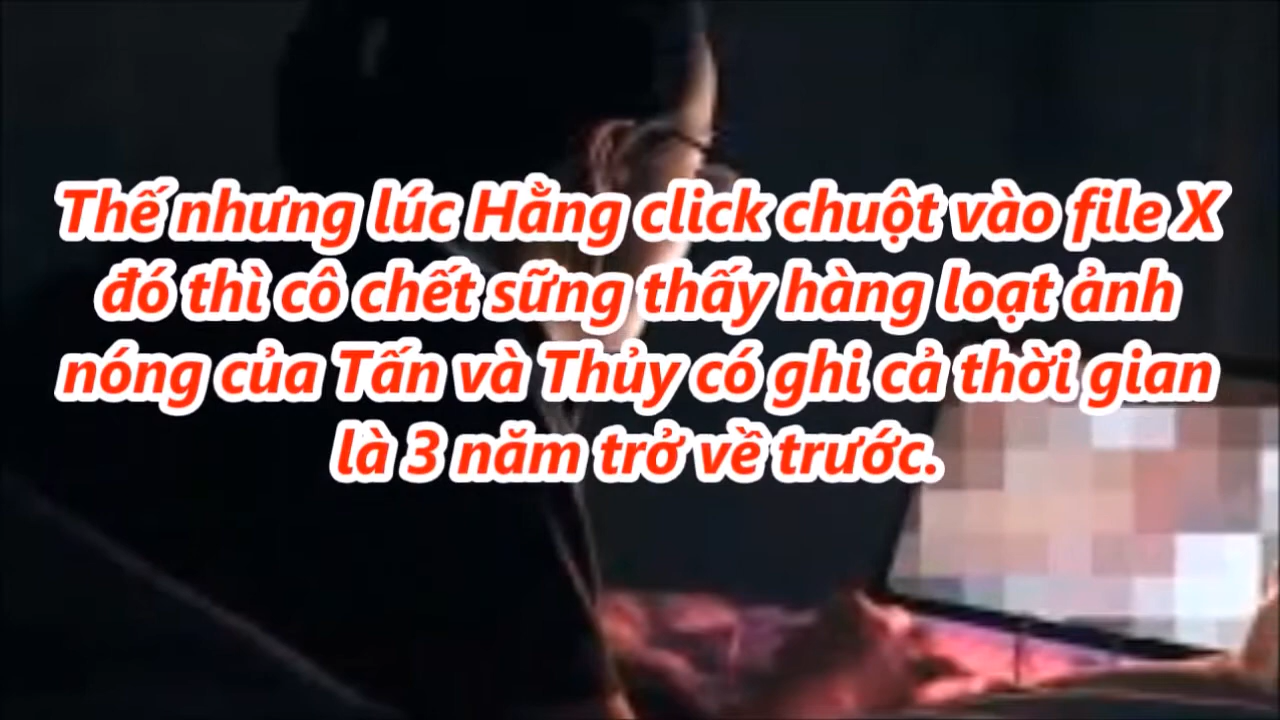 Thế nhưng lúc Hằng click chuột vào file X
đó thì cô chết sững thấy hàng loạt ảnh
nóng của Tấn và Thủy có ghi cả thời gian
là 3 năm trở về trước.